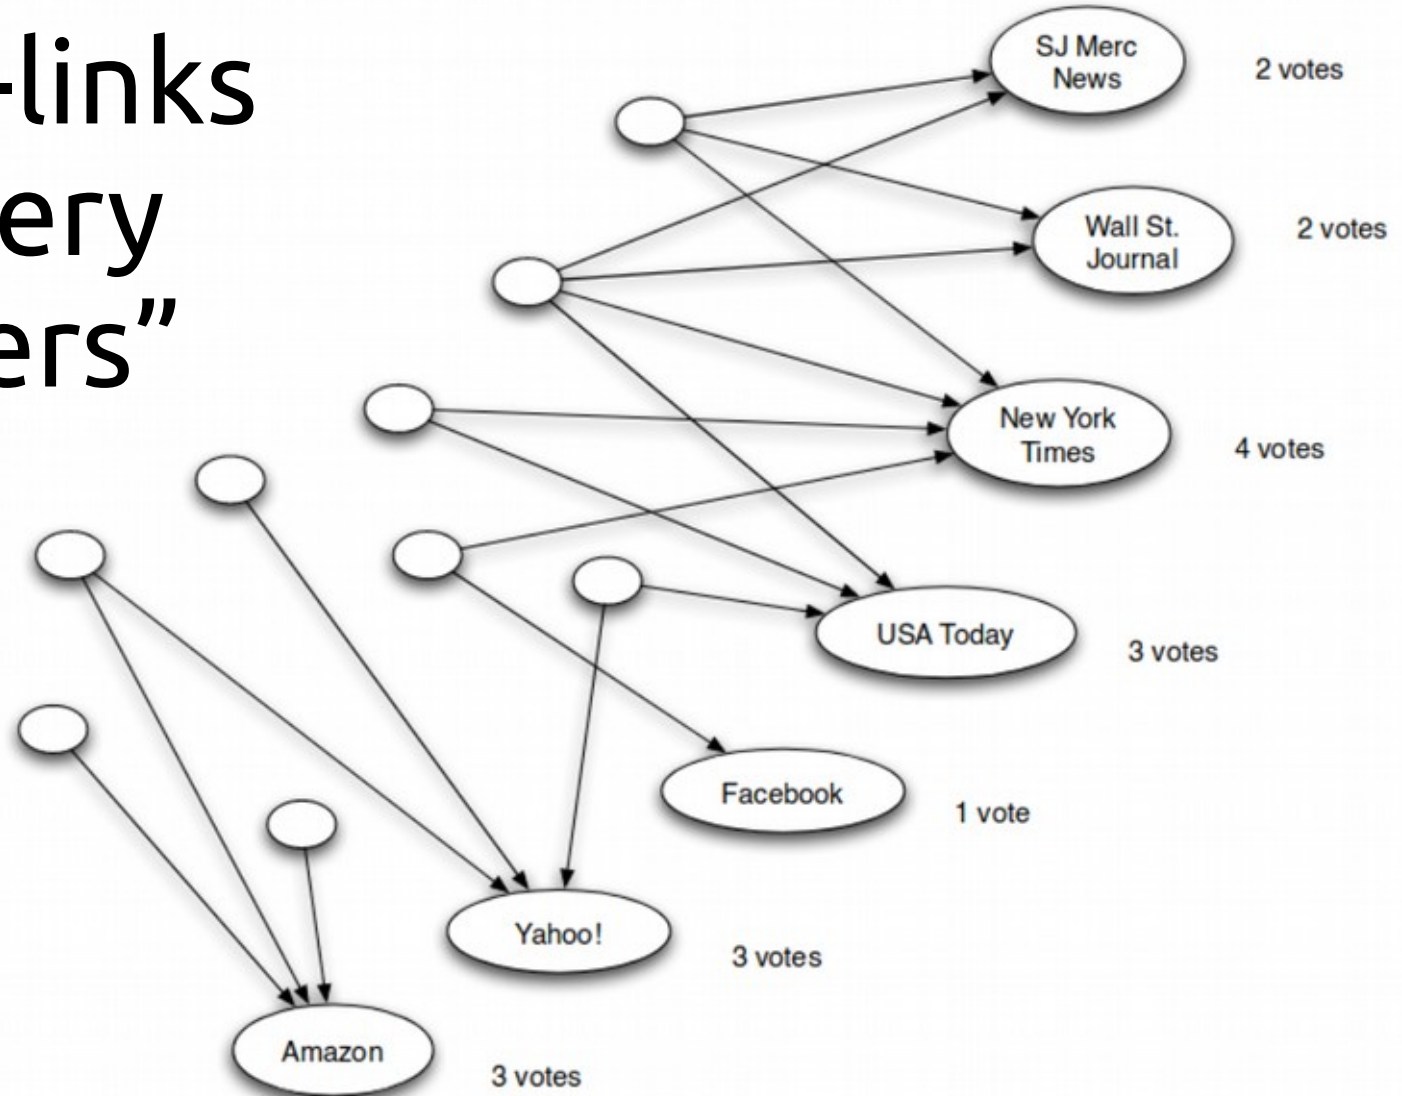 -links
ery
ers”
SJ Merc
News
2 votes
Wall St.
Journal
2 votes
New York
Times
4 votes
USA Today
3 votes
Facebook
1 vote
Yahoo!
3 votes
Amazon
3 votes